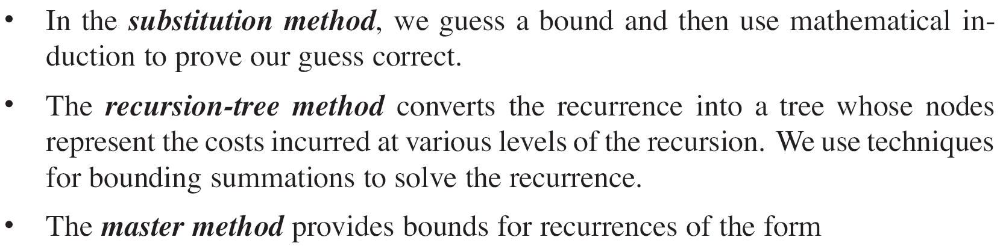 • In the substitution method, we guess a bound and then use mathematical in-
duction to prove our guess correct.
• The recursion-tree method converts the recurrence into a tree whose nodes
represent the costs incurred at various levels of the recursion. We use techniques
for bounding summations to solve the recurrence.
• The master method provides bounds for recurrences of the form